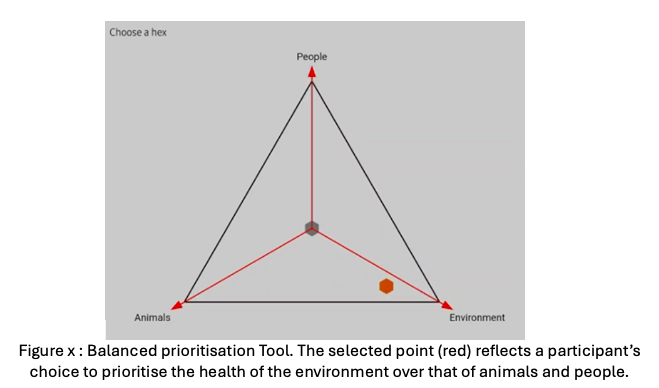 Choose a hex
People
Animals
Environment
Figure x : Balanced prioritisation Tool. The selected point (red) reflects a participant's
choice to prioritise the health of the environment over that of animals and people.